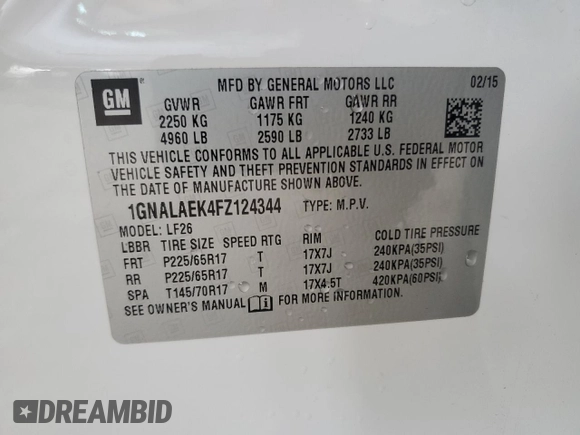 GM
MFD BY GENERAL MOTORS LLC 02/15
GVWR GAWR FRT GAWR RR
2250 KG 1175 KG 1240 KG
4960 LB 2590 LB 2733 LB
THIS VEHICLE CONFORMS TO ALL APPLICABLE U.S. FEDERAL MOTOR
VEHICLE SAFETY AND THEFT PREVENTION STANDARDS IN EFFECT ON
THE DATE OF MANUFACTURE SHOWN ABOVE.
1GNALAEK4FZ124344 TYPE: M.P.V.
MODEL: LF26
LBBR TIRE SIZE SPEED RTG RIM COLD TIRE PRESSURE
FRT P225/65R17 T 17X7J 240KPA(35PSI)
RR P225/65R17 T 17X7J 240KPA(35PSI)
SPA T145/70R17 M 17X4.5T 420KPA(60PSI)
SEE OWNER'S MANUAL FOR MORE INFORMATION.
DREAMBID